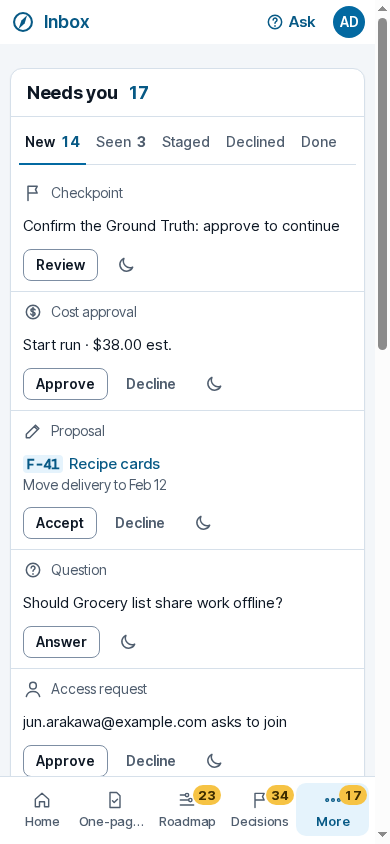 Inbox
Ask
AD
Needs you 17
New 14 Seen 3 Staged Declined Done
Checkpoint
Confirm the Ground Truth: approve to continue
Review
Cost approval
Start run · $38.00 est.
Approve Decline
Proposal
F-41 Recipe cards
Move delivery to Feb 12
Accept Decline
Question
Should Grocery list share work offline?
Answer
Access request
jun.arakawa@example.com asks to join
Approve Decline
23 34 17
Home One-pag… Roadmap Decisions More